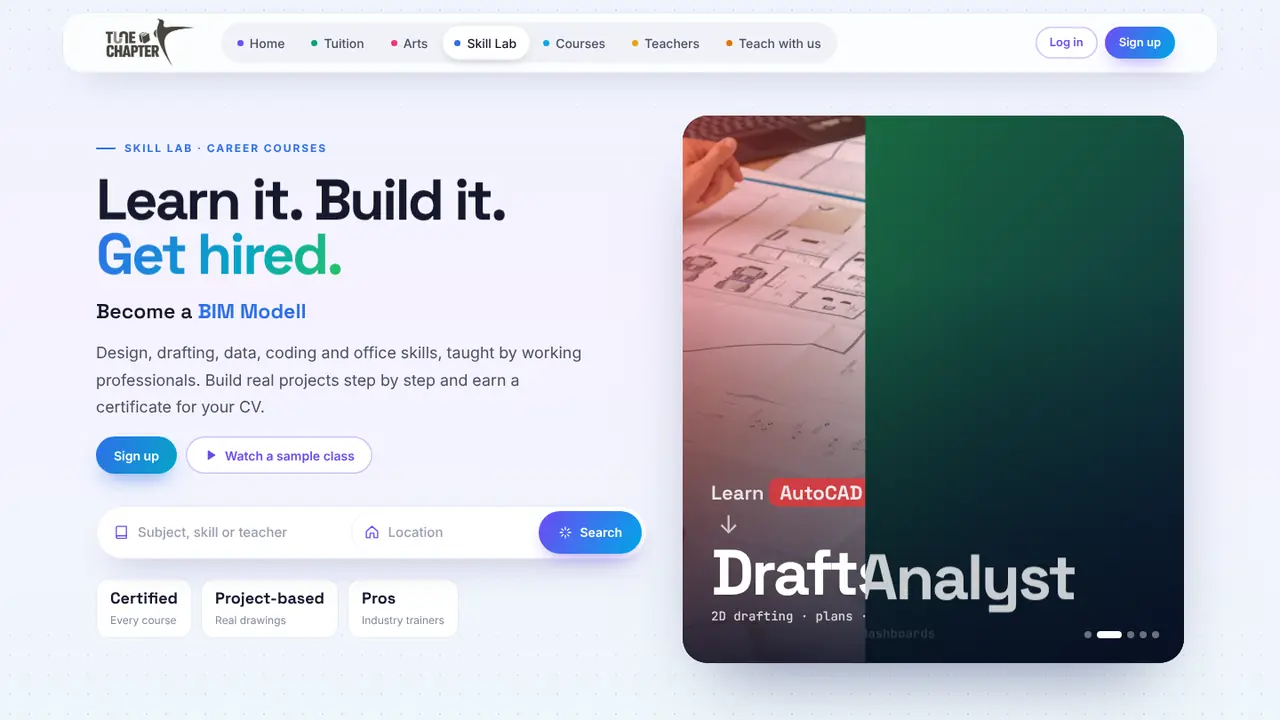 TUNE
CHAPTER
Home
Tuition
Arts
Skill Lab
Courses
Teachers
Teach with us
Log in
Sign up
SKILL LAB · CAREER COURSES
Learn it. Build it.
Get hired.
Become a BIM Modell
Design, drafting, data, coding and office skills, taught by working
professionals. Build real projects step by step and earn a
certificate for your CV.
Sign up
Watch a sample class
Subject, skill or teacher
Location
Search
Certified
Every course
Project-based
Real drawings
Pros
Industry trainers
Learn AutoCAD
Drafts
Analyst
2D drafting · plans ·
dashboards